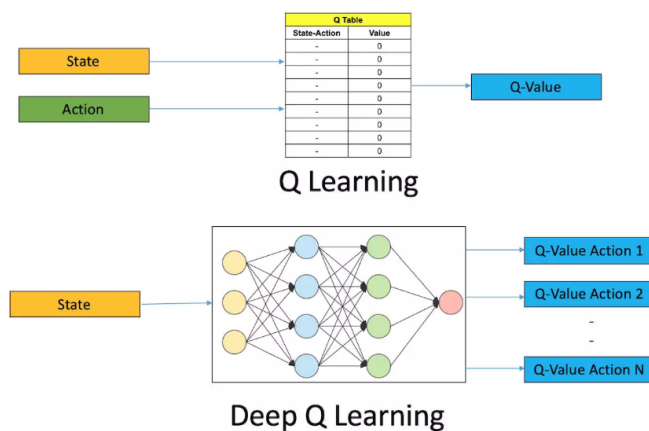 Q Table
State-Action Value
- 0
- 0
- 0
- 0
- 0
- 0
- 0
- 0
- 0
State
Action
Q-Value
Q Learning
State
Q-Value Action 1
Q-Value Action 2
-
-
Q-Value Action N
Deep Q Learning